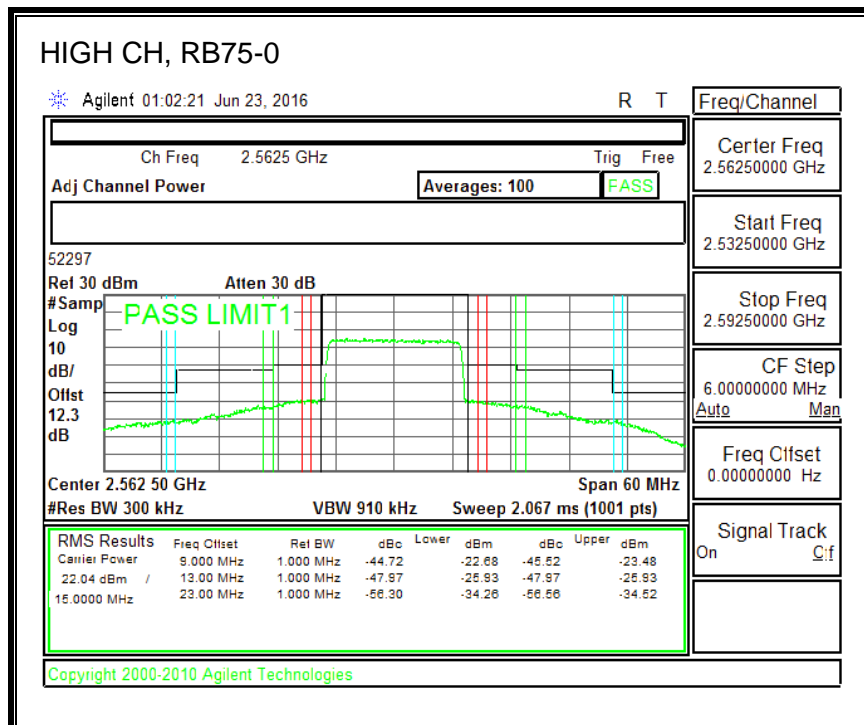 HIGH CH, RB75-0
Agilent 01:02:21 Jun 23, 2016 R T
Freq/Channel
Ch Freq 2.5625 GHz Trig Free
Adj Channel Power Averages: 100 PASS
52297
Ref 30 dBm Atten 30 dB
#Samp
Log
10
dB/
Offst
12.3
dB
PASS LIMIT1
Center 2.562 50 GHz Span 60 MHz
#Res BW 300 kHz VBW 910 kHz Sweep 2.067 ms (1001 pts)
RMS Results Freq Offset Ref BW dBc Lower dBm dBc Upper dBm
Carrier Power 9.000 MHz 1.000 MHz -44.72 -22.68 -45.52 -23.48
22.04 dBm / 13.00 MHz 1.000 MHz -47.97 -25.93 -47.97 -25.93
15.0000 MHz 23.00 MHz 1.000 MHz -56.30 -34.26 -56.56 -34.52
Center Freq
2.56250000 GHz
Start Freq
2.53250000 GHz
Stop Freq
2.59250000 GHz
CF Step
6.00000000 MHz
Auto Man
Freq Offset
0.00000000 Hz
Signal Track
On Off
Copyright 2000-2010 Agilent Technologies